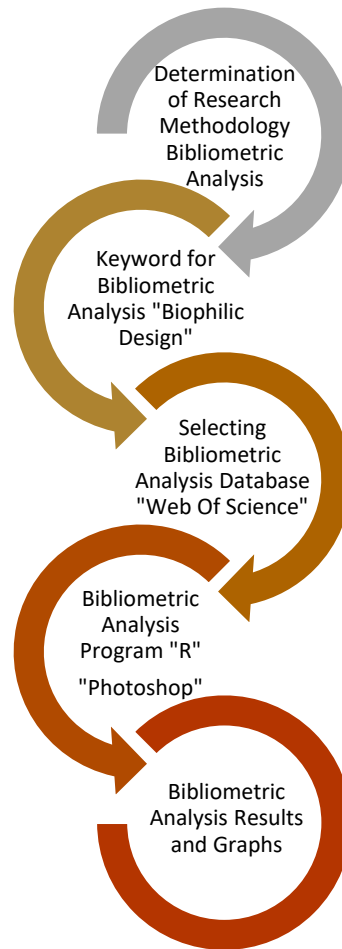 Determination
of Research
Methodology
Bibliometric
Analysis
Keyword for
Bibliometric
Analysis "Biophilic
Design"
Selecting
Bibliometric
Analysis Database
"Web Of Science"
Bibliometric
Analysis
Program "R"
"Photoshop"
Bibliometric
Analysis Results
and Graphs